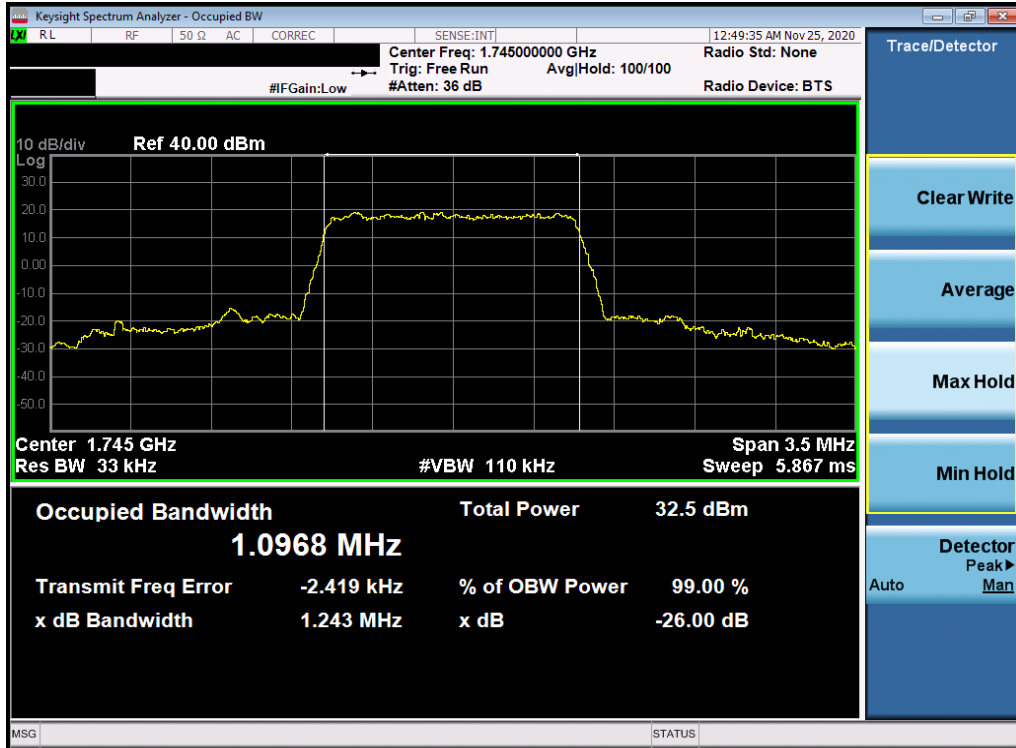 Keysight Spectrum Analyzer - Occupied BW
LXI RL RF 50 Ω AC CORREC SENSE:INT 12:49:35 AM Nov 25, 2020
Center Freq: 1.745000000 GHz Radio Std: None
Trig: Free Run Avg|Hold: 100/100
#IFGain:Low #Atten: 36 dB Radio Device: BTS
10 dB/div Ref 40.00 dBm
Log
30.0
20.0
10.0
0.00
-10.0
-20.0
-30.0
-40.0
-50.0
Center 1.745 GHz Span 3.5 MHz
Res BW 33 kHz #VBW 110 kHz Sweep 5.867 ms
Occupied Bandwidth Total Power 32.5 dBm
1.0968 MHz
Transmit Freq Error -2.419 kHz % of OBW Power 99.00 %
x dB Bandwidth 1.243 MHz x dB -26.00 dB
Trace/Detector
Clear Write
Average
Max Hold
Min Hold
Detector
Peak▶
Auto Man
MSG STATUS